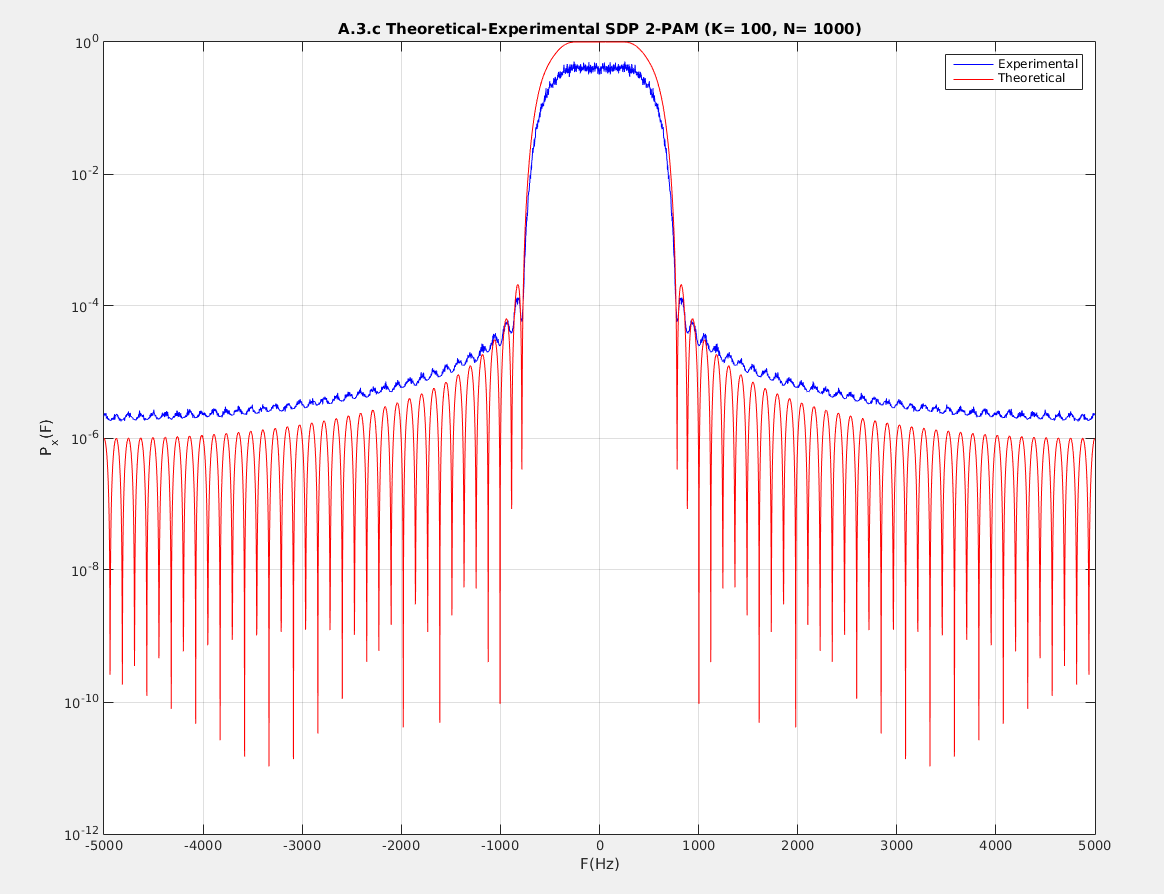 A.3.c Theoretical-Experimental SDP 2-PAM (K= 100, N= 1000)
Experimental
Theoretical
10^0
10^-2
10^-4
10^-6
10^-8
10^-10
10^-12
P_x(F)
-5000 -4000 -3000 -2000 -1000 0 1000 2000 3000 4000 5000
F(Hz)